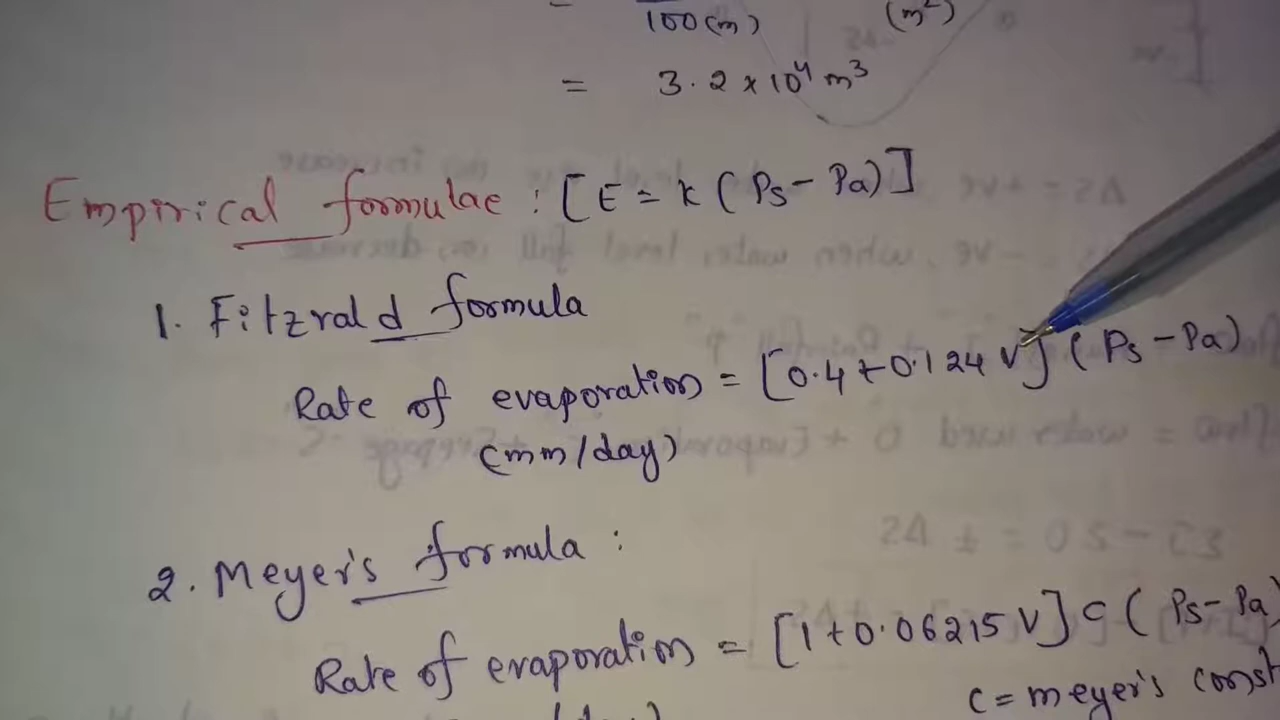 =
100(m) (m²)
= 3.2 x 10⁴ m³
Empirical formulae : [E = K (Ps - Pa)]
1. Fitzrald formula
Rate of evaporation = [0.4 + 0.124 V] (Ps - Pa)
(mm/day)
2. Meyer's formula :
Rate of evaporation = [1 + 0.06215 V] C (Ps - Pa)
C = meyer's const